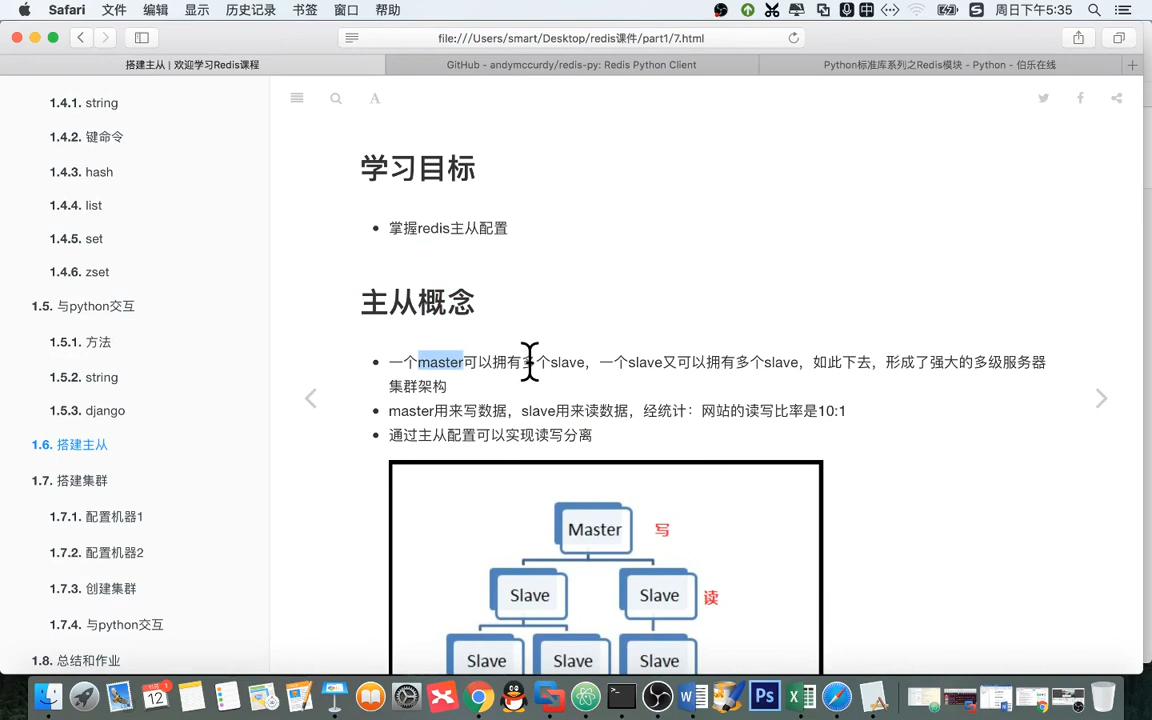 Safari 文件 编辑 显示 历史记录 书签 窗口 帮助 周日下午5:35
file:///Users/smart/Desktop/redis课件/part1/7.html
搭建主从 | 欢迎学习Redis课程
GitHub - andymccurdy/redis-py: Redis Python Client
Python标准库系列之Redis模块 - Python - 伯乐在线
1.4.1. string
1.4.2. 键命令
1.4.3. hash
1.4.4. list
1.4.5. set
1.4.6. zset
1.5. 与python交互
1.5.1. 方法
1.5.2. string
1.5.3. django
1.6. 搭建主从
1.7. 搭建集群
1.7.1. 配置机器1
1.7.2. 配置机器2
1.7.3. 创建集群
1.7.4. 与python交互
1.8. 总结和作业
A
学习目标
掌握redis主从配置
主从概念
一个master可以拥有多个slave，一个slave又可以拥有多个slave，如此下去，形成了强大的多级服务器
集群架构
master用来写数据，slave用来读数据，经统计：网站的读写比率是10:1
通过主从配置可以实现读写分离
Master 写
Slave Slave 读
Slave Slave Slave
12
Ps